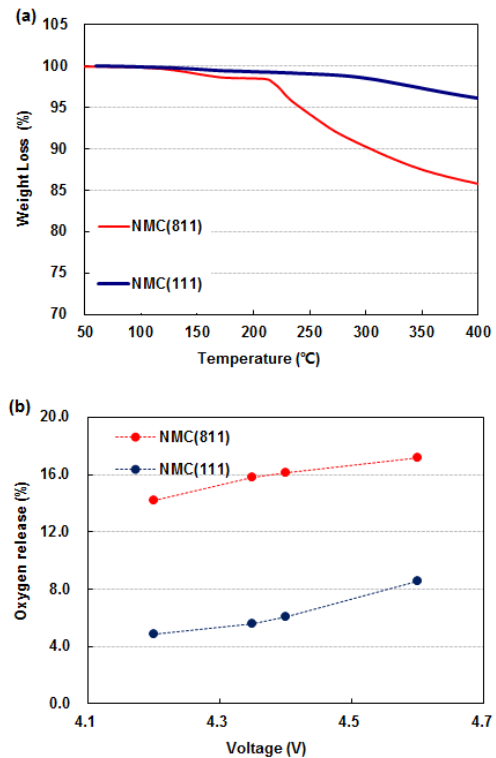 (a)
105
100
95
90
85
80
75
70
Weight Loss (%)
NMC(811)
NMC(111)
50 100 150 200 250 300 350 400
Temperature (℃)
(b)
20.0
16.0
12.0
8.0
4.0
0.0
Oxygen release (%)
NMC(811)
NMC(111)
4.1 4.3 4.5 4.7
Voltage (V)